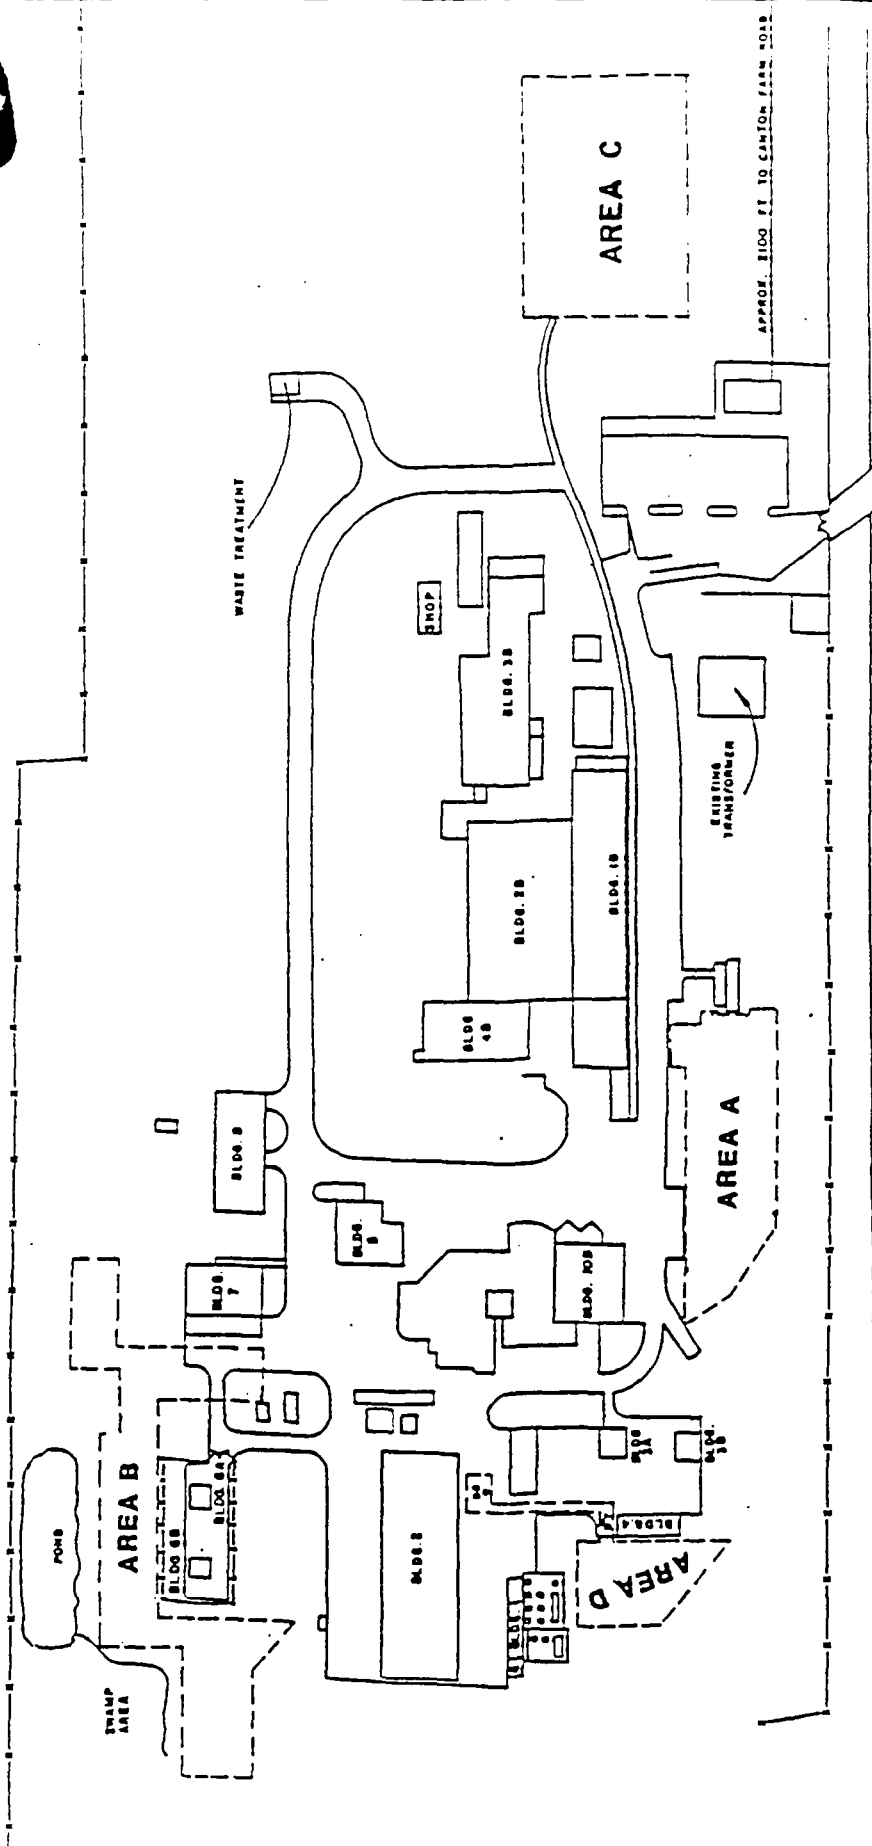 AREA C
APPROX. 2100 FT TO CANTON FARM ROAD
WASTE TREATMENT
SHOP
BLDG. 3B
EXISTING
TRANSFORMER
BLDG. 2B
BLDG. 1B
BLDG
4B
AREA A
BLDG.
BLDG.
BLDG.
7
BLDG. 10B
AREA B
POND
BLDG. 6A
BLDG 6B
BLDG. 2
BLDG
3A
BLDG.
3B
BLDG. 4
AREA D
BLDG
SWAMP
AREA